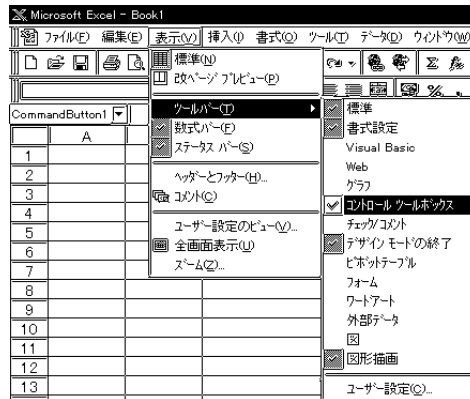 Microsoft Excel - Book1
ﾌｧｲﾙ(F) 編集(E) 表示(V) 挿入(I) 書式(O) ﾂｰﾙ(T) ﾃﾞｰﾀ(D) ｳｨﾝﾄﾞｳ(W)
標準(N)
改ﾍﾟｰｼﾞ ﾌﾟﾚﾋﾞｭｰ(P)
CommandButton1
ﾂｰﾙﾊﾞｰ(T)
数式ﾊﾞｰ(F)
ｽﾃｰﾀｽ ﾊﾞｰ(S)
ﾍｯﾀﾞｰとﾌｯﾀｰ(H)...
ｺﾒﾝﾄ(C)
ﾕｰｻﾞｰ設定のﾋﾞｭｰ(V)...
全画面表示(U)
ｽﾞｰﾑ(Z)...
標準
書式設定
Visual Basic
Web
ｸﾞﾗﾌ
ｺﾝﾄﾛｰﾙ ﾂｰﾙﾎﾞｯｸｽ
ﾁｪｯｸ/ｺﾒﾝﾄ
ﾃﾞｻﾞｲﾝ ﾓｰﾄﾞの終了
ﾋﾟﾎﾞｯﾄﾃｰﾌﾞﾙ
ﾌｫｰﾑ
ﾜｰﾄﾞｱｰﾄ
外部ﾃﾞｰﾀ
図
図形描画
ﾕｰｻﾞｰ設定(C)...
A
1
2
3
4
5
6
7
8
9
10
11
12
13